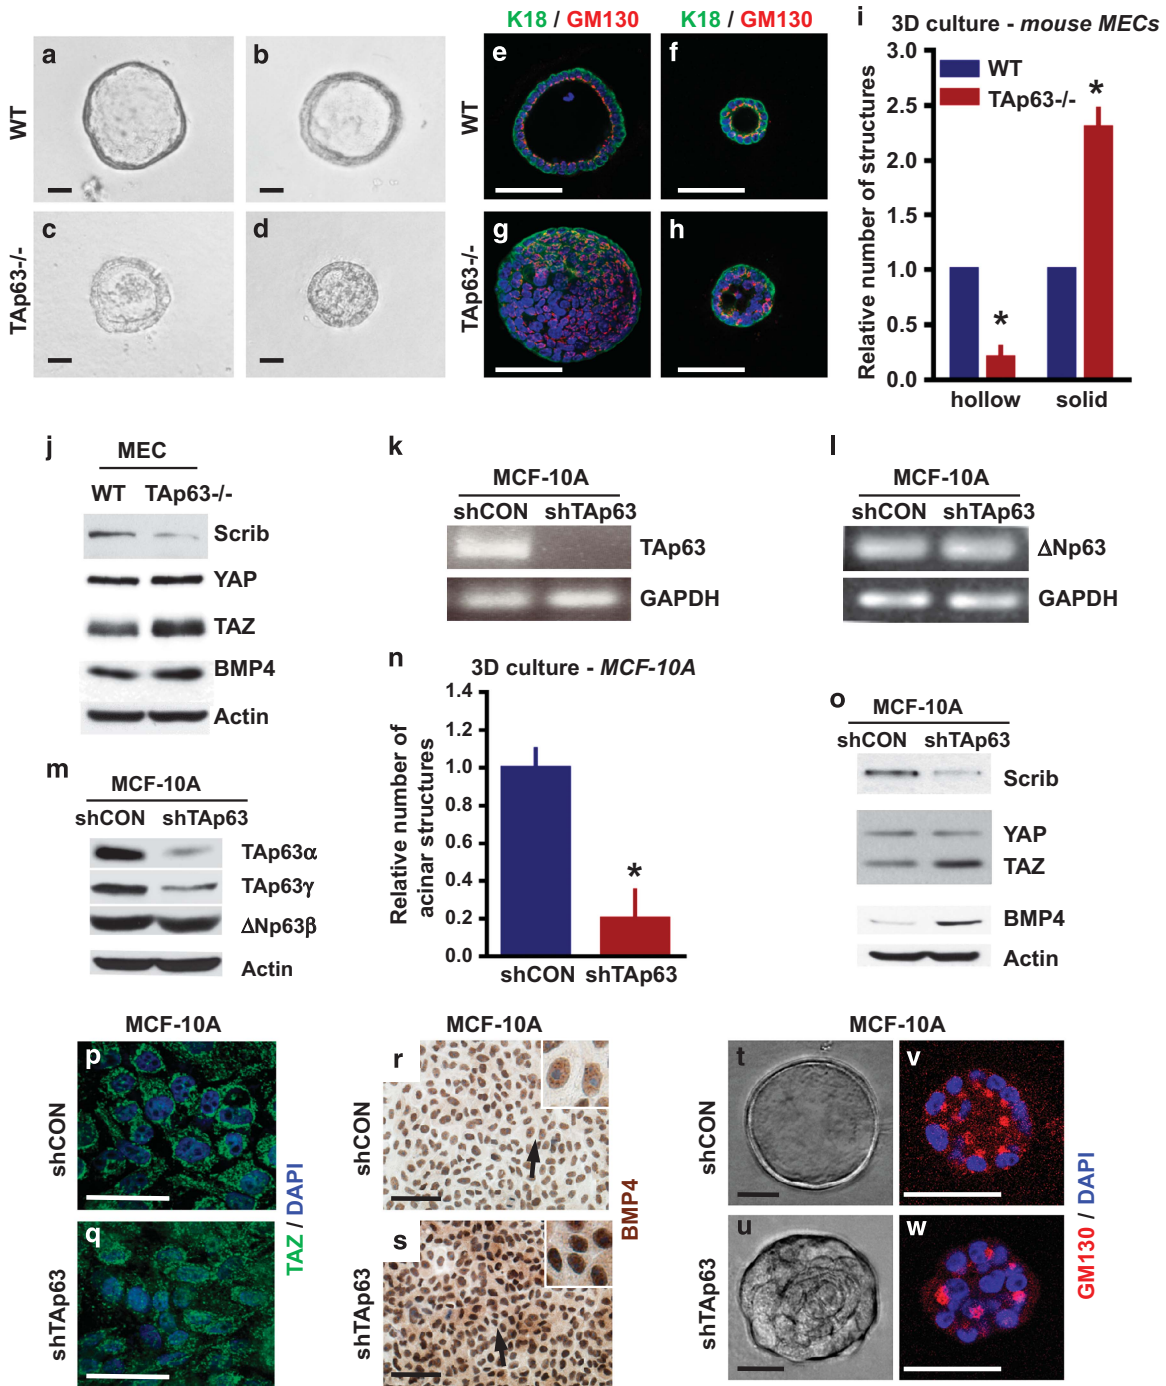 K18 / GM130
K18 / GM130
WT
a
b
WT
e
f
TAp63-/-
c
d
TAp63-/-
g
h
i
3D culture - mouse MECs
Relative number of structures
3.0
2.5
2.0
1.5
1.0
0.5
0.0
WT
TAp63-/-
*
*
hollow
solid
j
MEC
WT TAp63-/-
Scrib
YAP
TAZ
BMP4
Actin
k
MCF-10A
shCON shTAp63
TAp63
GAPDH
l
MCF-10A
shCON shTAp63
ΔNp63
GAPDH
m
MCF-10A
shCON shTAp63
TAp63α
TAp63γ
ΔNp63β
Actin
n
3D culture - MCF-10A
Relative number of
acinar structures
1.4
1.2
1.0
0.8
0.6
0.4
0.2
0.0
*
shCON shTAp63
o
MCF-10A
shCON shTAp63
Scrib
YAP
TAZ
BMP4
Actin
MCF-10A
shCON
p
shTAp63
q
TAZ / DAPI
MCF-10A
shCON
r
shTAp63
s
BMP4
MCF-10A
shCON
t
v
shTAp63
u
w
GM130 / DAPI